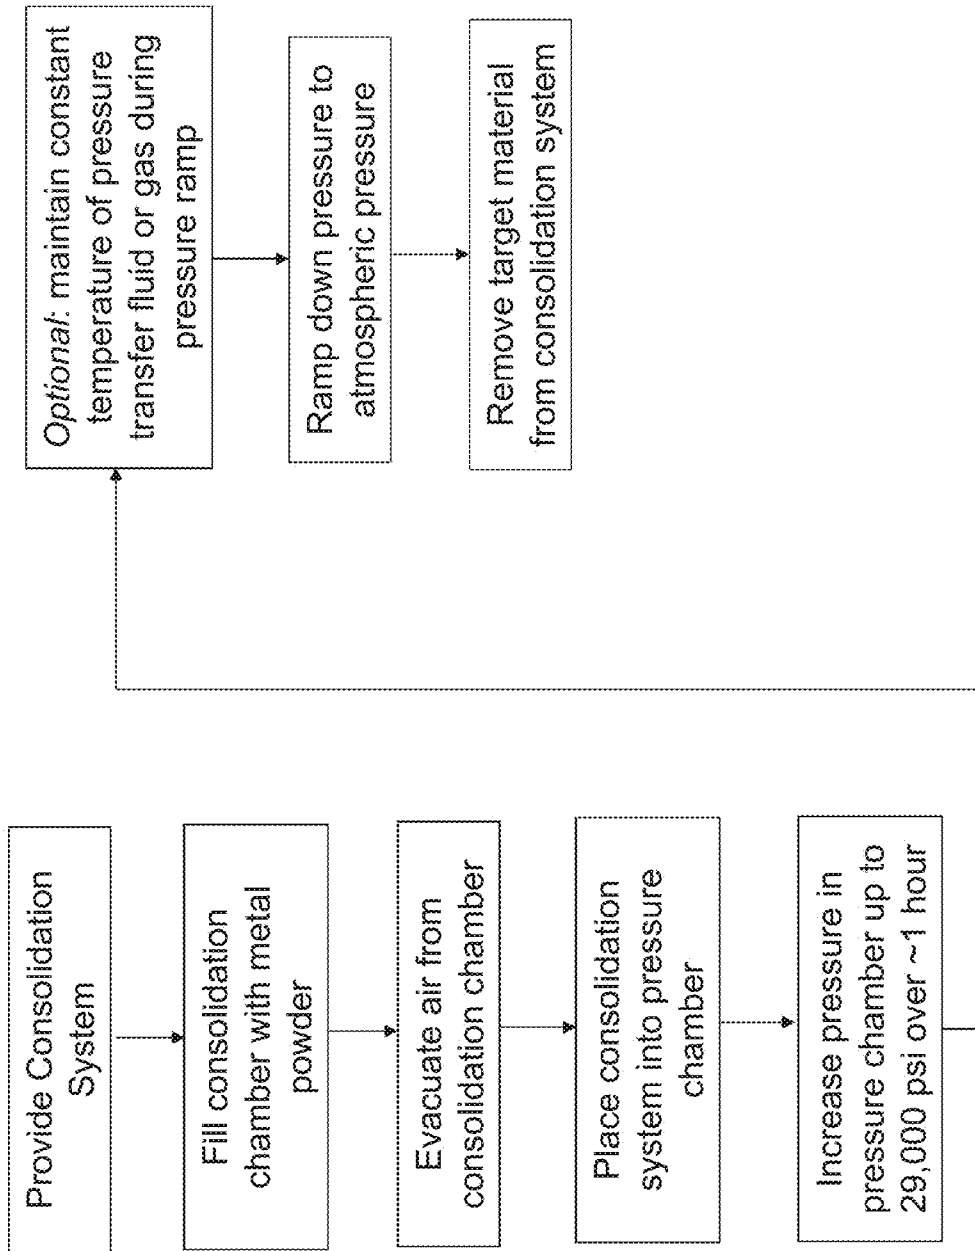 Provide Consolidation
System
Fill consolidation
chamber with metal
powder
Evacuate air from
consolidation chamber
Place consolidation
system into pressure
chamber
Increase pressure in
pressure chamber up to
29,000 psi over ~1 hour
Optional: maintain constant
temperature of pressure
transfer fluid or gas during
pressure ramp
Ramp down pressure to
atmospheric pressure
Remove target material
from consolidation system